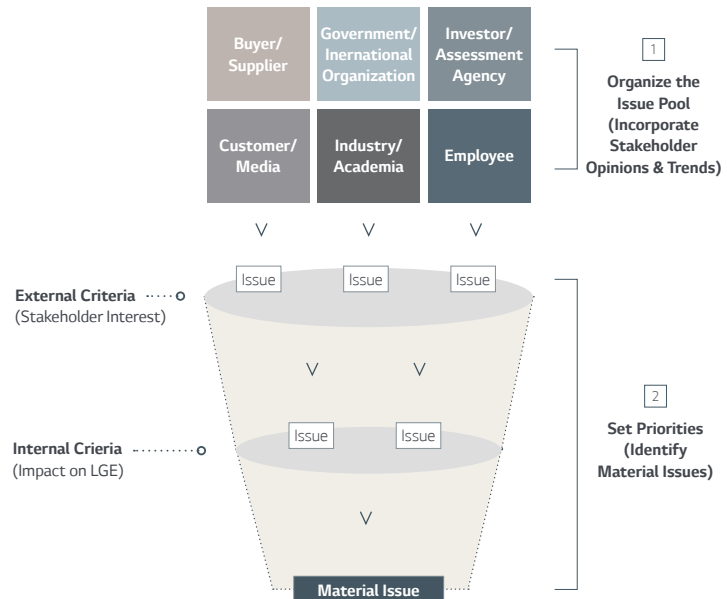 Buyer/
Supplier
Government/
Inernational
Organization
Investor/
Assessment
Agency
Customer/
Media
Industry/
Academia
Employee
1
Organize the
Issue Pool
(Incorporate
Stakeholder
Opinions & Trends)
Issue
Issue
Issue
External Criteria
(Stakeholder Interest)
2
Set Priorities
(Identify
Material Issues)
Issue
Issue
Internal Crieria
(Impact on LGE)
Material Issue